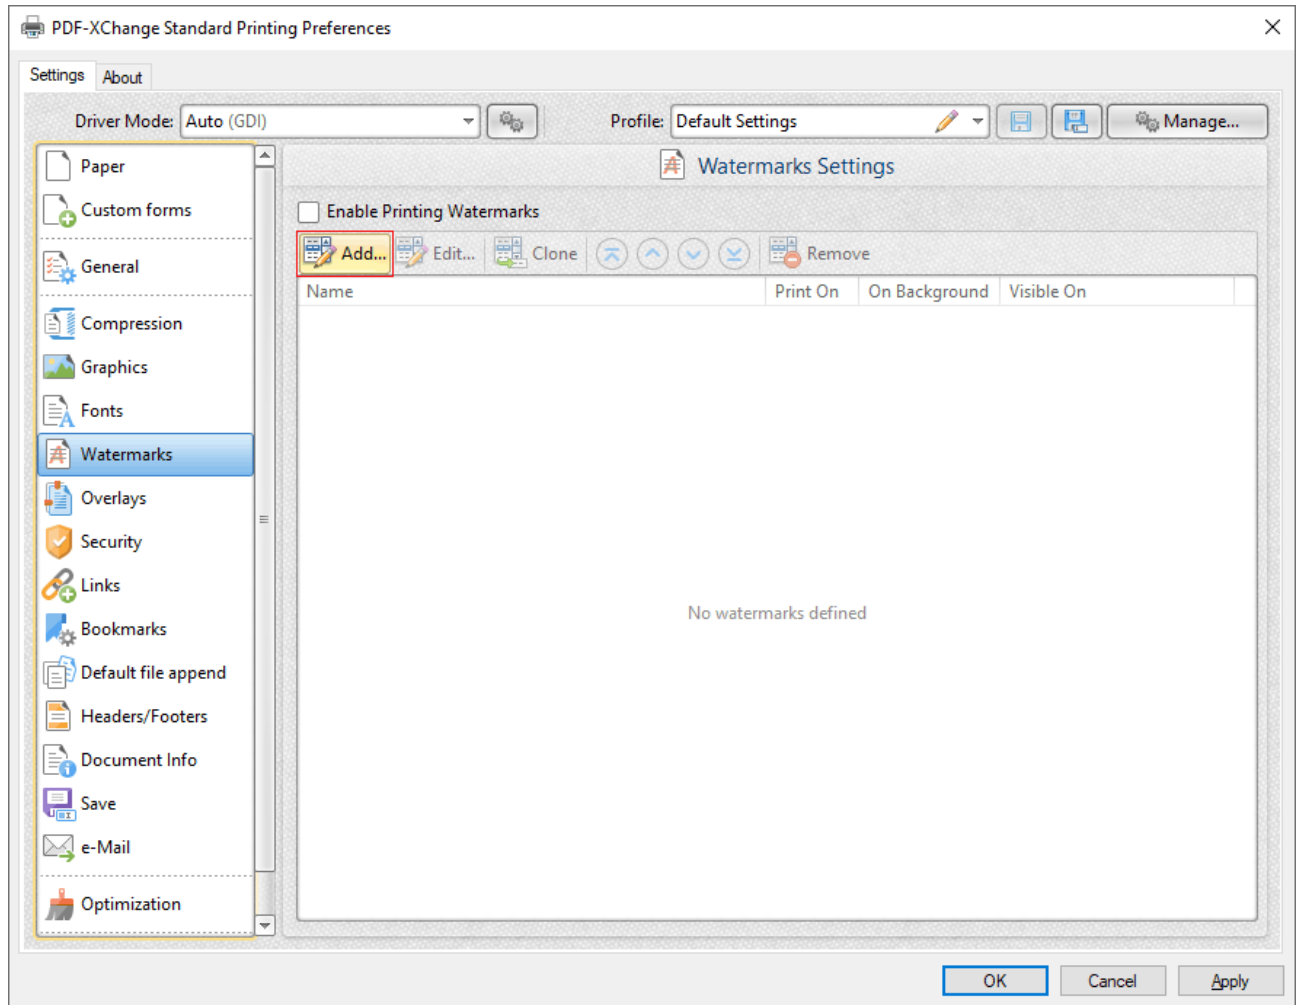 PDF-XChange Standard Printing Preferences
Settings About
Driver Mode: Auto (GDI) Profile: Default Settings Manage...
Paper
Custom forms
General
Compression
Graphics
Fonts
Watermarks
Overlays
Security
Links
Bookmarks
Default file append
Headers/Footers
Document Info
Save
e-Mail
Optimization
Watermarks Settings
Enable Printing Watermarks
Add... Edit... Clone Remove
Name Print On On Background Visible On
No watermarks defined
OK Cancel Apply